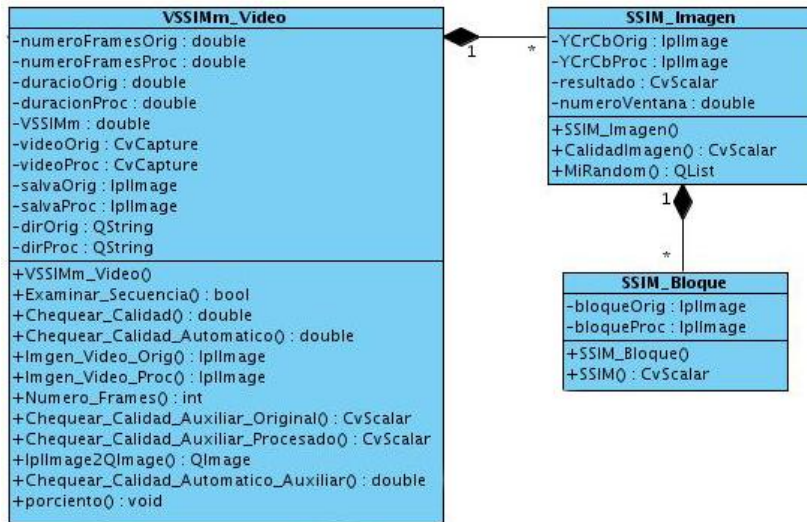 VSSIMm_Video
-numeroFramesOrig : double
-numeroFramesProc : double
-duracioOrig : double
-duracionProc : double
-VSSIMm : double
-videoOrig : CvCapture
-videoProc : CvCapture
-salvaOrig : IplImage
-salvaProc : IplImage
-dirOrig : QString
-dirProc : QString
+VSSIMm_Video()
+Examinar_Secuencia() : bool
+Chequear_Calidad() : double
+Chequear_Calidad_Automatico() : double
+Imgen_Video_Orig() : IplImage
+Imgen_Video_Proc() : IplImage
+Numero_Frames() : int
+Chequear_Calidad_Auxiliar_Original() : CvScalar
+Chequear_Calidad_Auxiliar_Procesado() : CvScalar
+IplImage2QImage() : QImage
+Chequear_Calidad_Automatico_Auxiliar() : double
+porciento() : void
1
*
SSIM_Imagen
-YCrCbOrig : IplImage
-YCrCbProc : IplImage
-resultado : CvScalar
-numeroVentana : double
+SSIM_Imagen()
+CalidadImagen() : CvScalar
+MiRandom() : QList
1
*
SSIM_Bloque
-bloqueOrig : IplImage
-bloqueProc : IplImage
+SSIM_Bloque()
+SSIM() : CvScalar